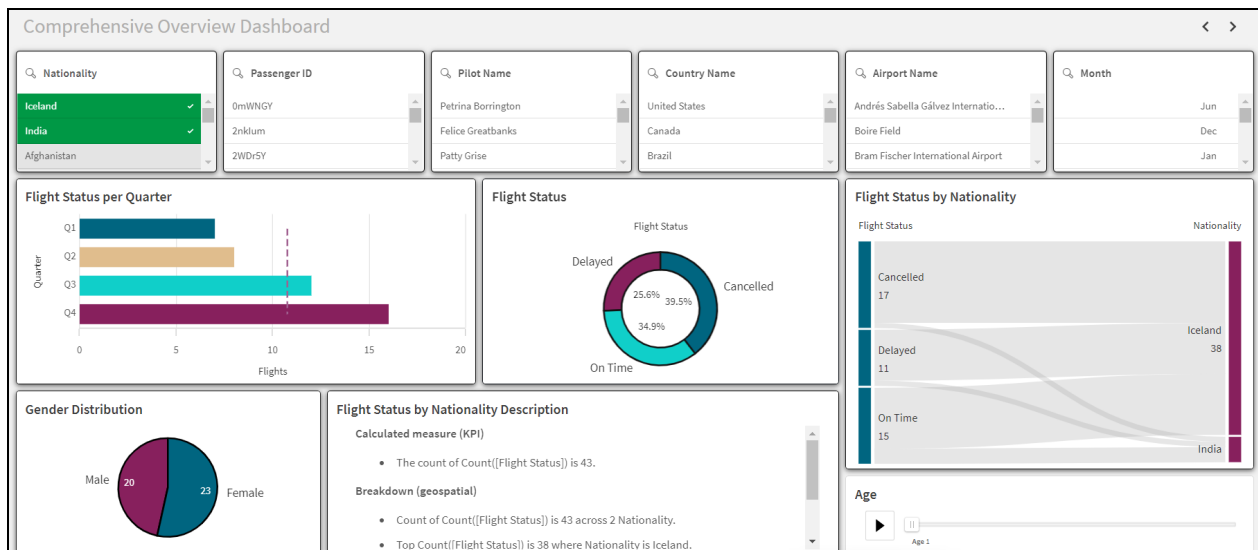 Comprehensive Overview Dashboard
Nationality
Iceland
India
Afghanistan
Passenger ID
0mWNGY
2nklum
2WDr5Y
Pilot Name
Petrina Borrington
Felice Greatbanks
Patty Grise
Country Name
United States
Canada
Brazil
Airport Name
Andrés Sabella Gálvez Internatio...
Boire Field
Bram Fischer International Airport
Month
Jun
Dec
Jan
Flight Status per Quarter
Quarter
Q1
Q2
Q3
Q4
0 5 10 15 20
Flights
Flight Status
Flight Status
Delayed
Cancelled
On Time
25.6% 39.5%
34.9%
Flight Status by Nationality
Flight Status Nationality
Cancelled
17
Delayed
11
On Time
15
Iceland
38
India
Gender Distribution
Male 20
23 Female
Flight Status by Nationality Description
Calculated measure (KPI)
• The count of Count([Flight Status]) is 43.
Breakdown (geospatial)
• Count of Count([Flight Status]) is 43 across 2 Nationality.
• Top Count([Flight Status]) is 38 where Nationality is Iceland.
Age
Age 1